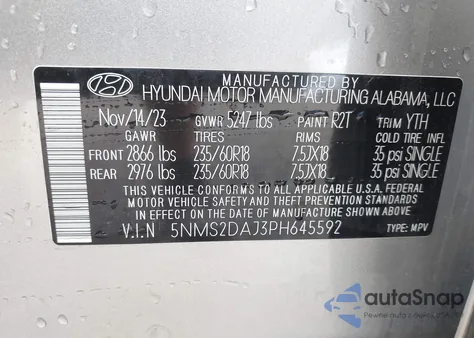 MANUFACTURED BY
HYUNDAI MOTOR MANUFACTURING ALABAMA, LLC
Nov/14/23 GVWR 5247 lbs PAINT R2T TRIM YTH
GAWR TIRES RIMS COLD TIRE INFL
FRONT 2866 lbs 235/60R18 7.5JX18 35 psi SINGLE
REAR 2976 lbs 235/60R18 7.5JX18 35 psi SINGLE
THIS VEHICLE CONFORMS TO ALL APPLICABLE U.S.A. FEDERAL
MOTOR VEHICLE SAFETY AND THEFT PREVENTION STANDARDS
IN EFFECT ON THE DATE OF MANUFACTURE SHOWN ABOVE.
V.I.N 5NMS2DAJ3PH645592 TYPE: MPV
autoSnap